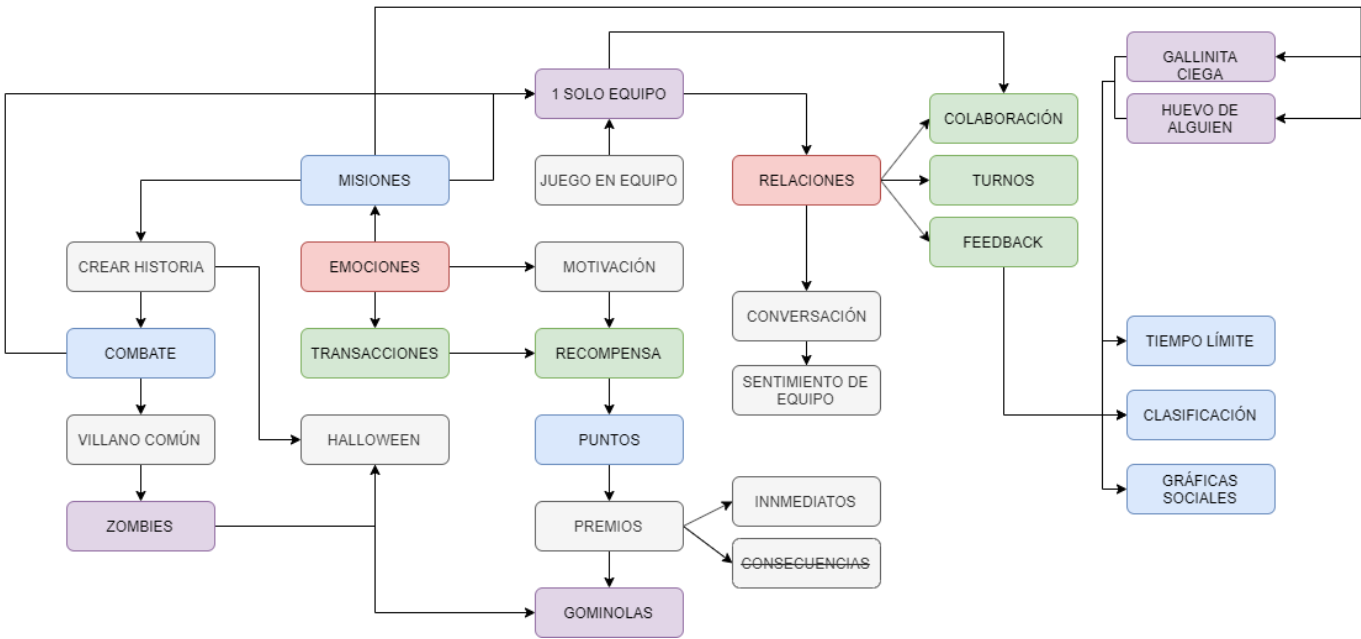 GALLINITA
CIEGA
1 SOLO EQUIPO
HUEVO DE
ALGUIEN
COLABORACIÓN
MISIONES
JUEGO EN EQUIPO
RELACIONES
TURNOS
FEEDBACK
CREAR HISTORIA
EMOCIONES
MOTIVACIÓN
CONVERSACIÓN
TIEMPO LÍMITE
COMBATE
TRANSACCIONES
RECOMPENSA
SENTIMIENTO DE
EQUIPO
CLASIFICACIÓN
VILLANO COMÚN
HALLOWEEN
PUNTOS
GRÁFICAS
SOCIALES
INNMEDIATOS
ZOMBIES
PREMIOS
CONSECUENCIAS
GOMINOLAS